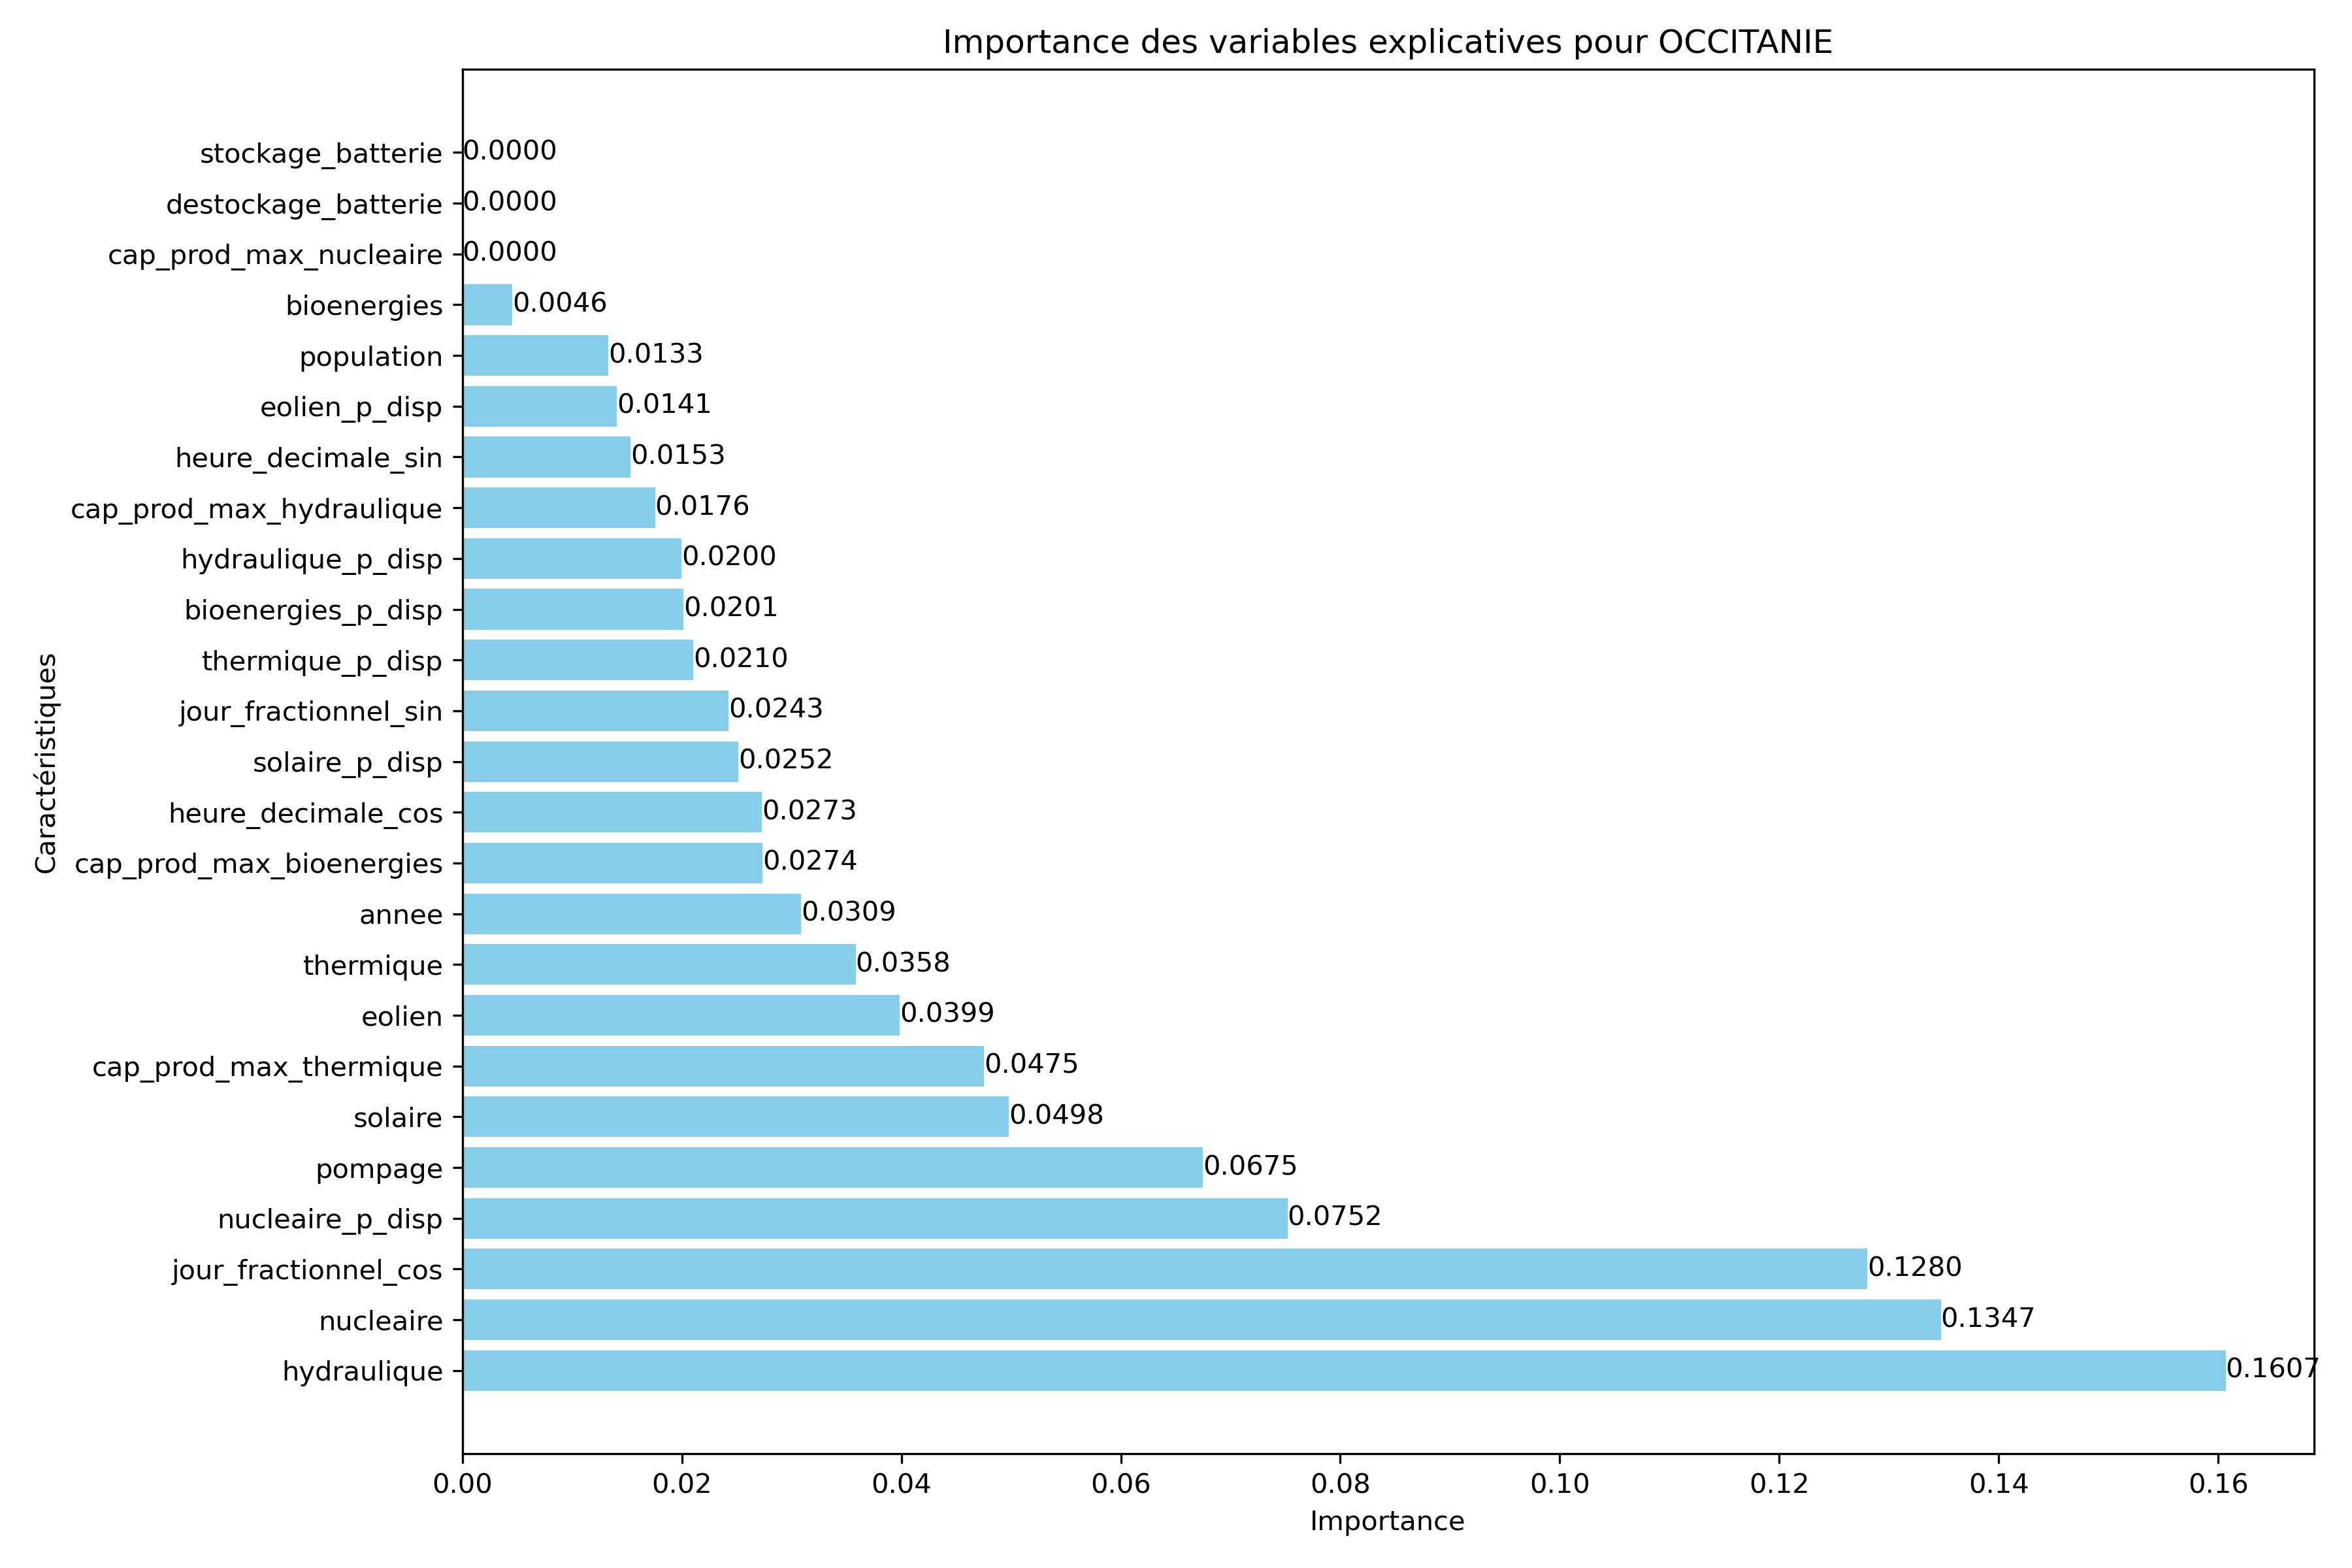 Importance des variables explicatives pour OCCITANIE
Caractéristiques
stockage_batterie 0.0000
destockage_batterie 0.0000
cap_prod_max_nucleaire 0.0000
bioenergies 0.0046
population 0.0133
eolien_p_disp 0.0141
heure_decimale_sin 0.0153
cap_prod_max_hydraulique 0.0176
hydraulique_p_disp 0.0200
bioenergies_p_disp 0.0201
thermique_p_disp 0.0210
jour_fractionnel_sin 0.0243
solaire_p_disp 0.0252
heure_decimale_cos 0.0273
cap_prod_max_bioenergies 0.0274
annee 0.0309
thermique 0.0358
eolien 0.0399
cap_prod_max_thermique 0.0475
solaire 0.0498
pompage 0.0675
nucleaire_p_disp 0.0752
jour_fractionnel_cos 0.1280
nucleaire 0.1347
hydraulique 0.1607
0.00 0.02 0.04 0.06 0.08 0.10 0.12 0.14 0.16
Importance